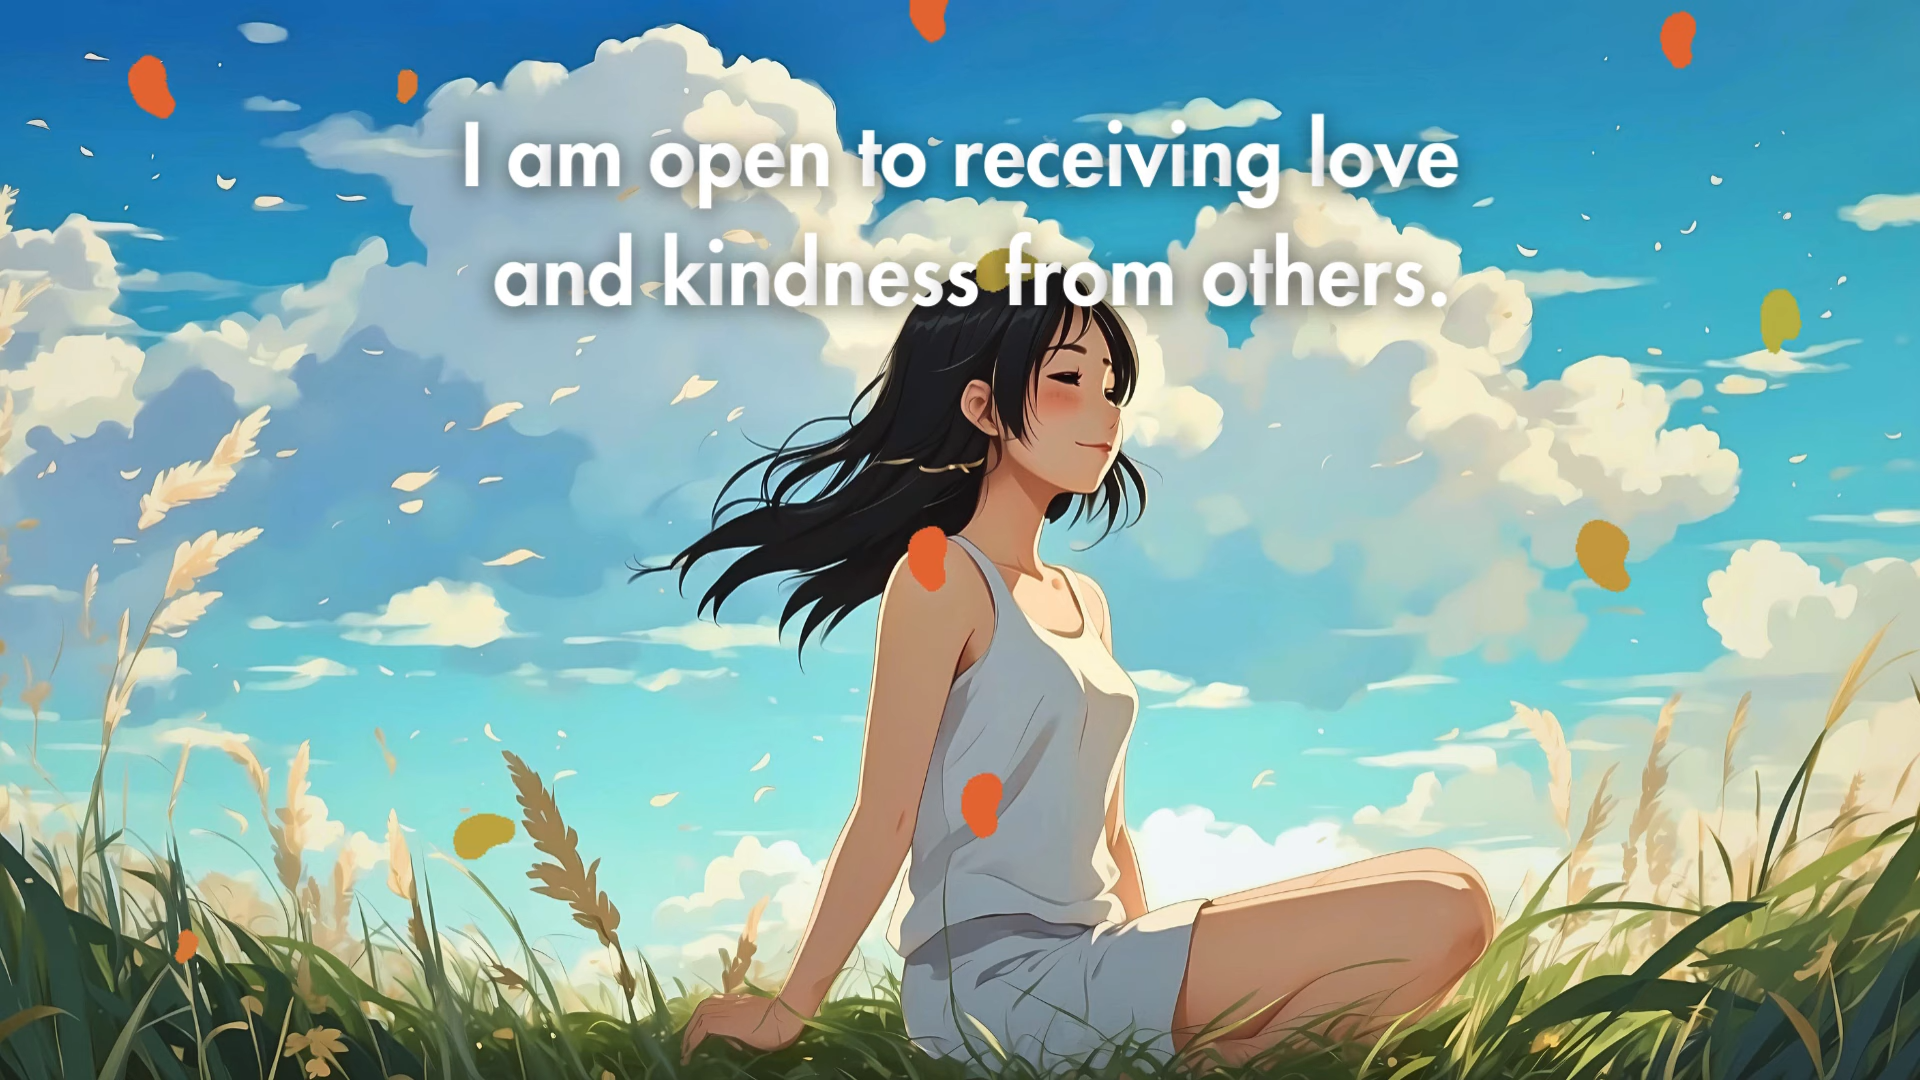 I am open to receiving love
and kindness from others.